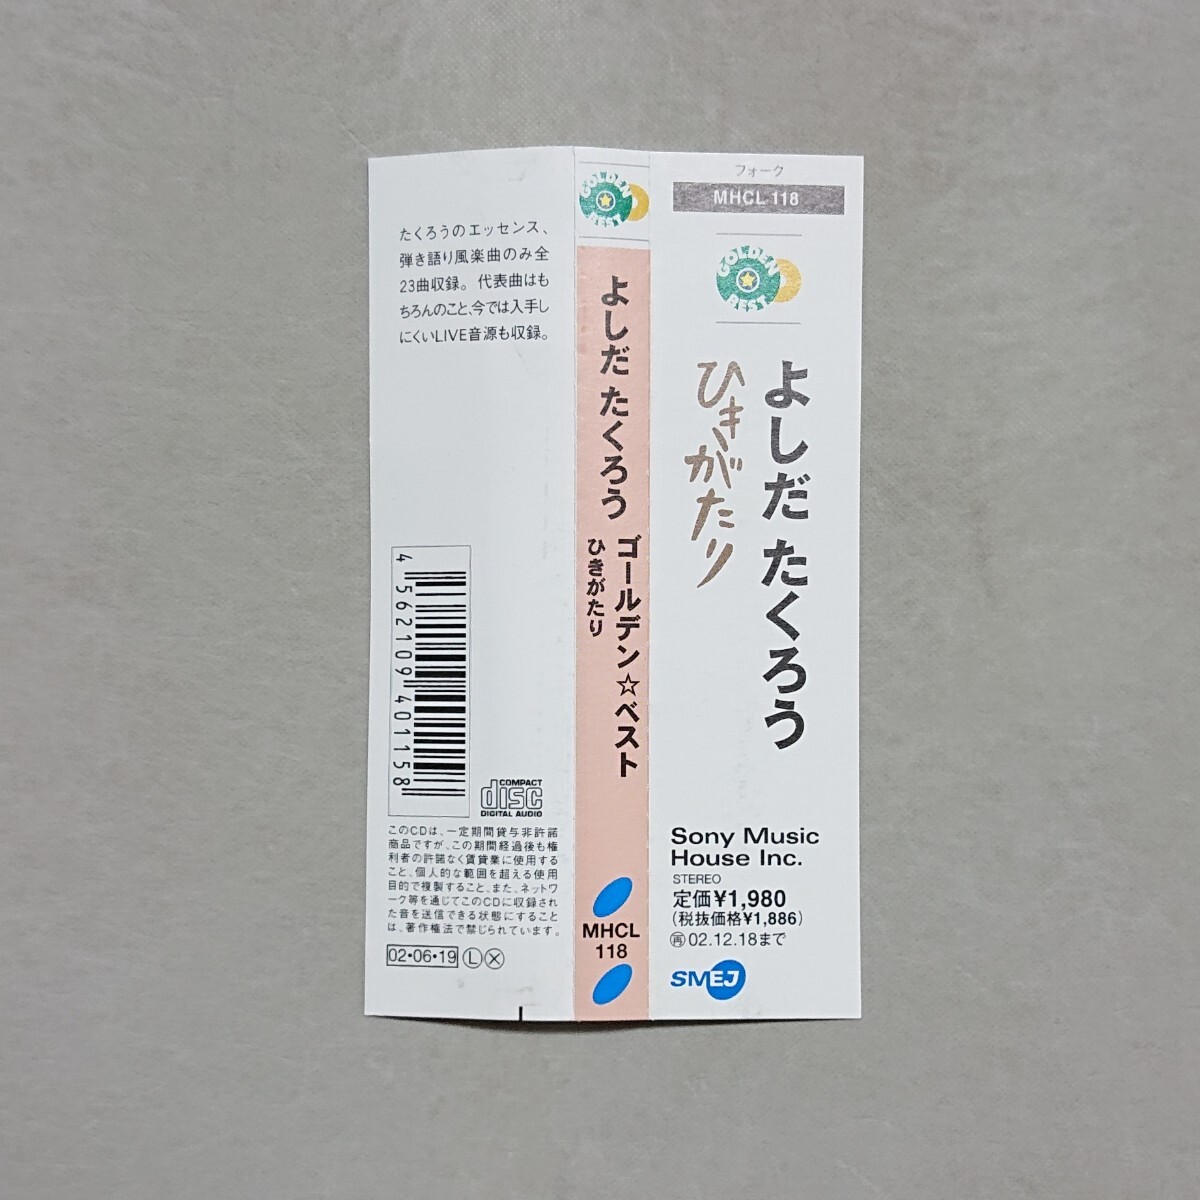 たくろうのエッセンス、
弾き語り風楽曲のみ全
23曲収録。代表曲はも
ちろんのこと、今では入手し
にくいLIVE音源も収録。
4 562109 401158
COMPACT
disc
DIGITAL AUDIO
このCDは、一定期間貸与非許諾
商品ですが、この期間経過後も権
利者の許諾なく賃貸業に使用する
こと、個人的な範囲を超える使用
目的で複製すること、また、ネットワ
ーク等を通じてこのCDに収録され
た音を送信できる状態にすること
は、著作権法で禁じられています。
02・06・19 Ⓛ Ⓧ
GOLDEN
BEST
よしだ たくろう
ゴールデン☆ベスト
ひきがたり
MHCL
118
フォーク
MHCL 118
GOLDEN
BEST
よしだ たくろう
ひきがたり
Sony Music
House Inc.
STEREO
定価¥1,980
(税抜価格¥1,886)
㊢02.12.18まで
SMEJ